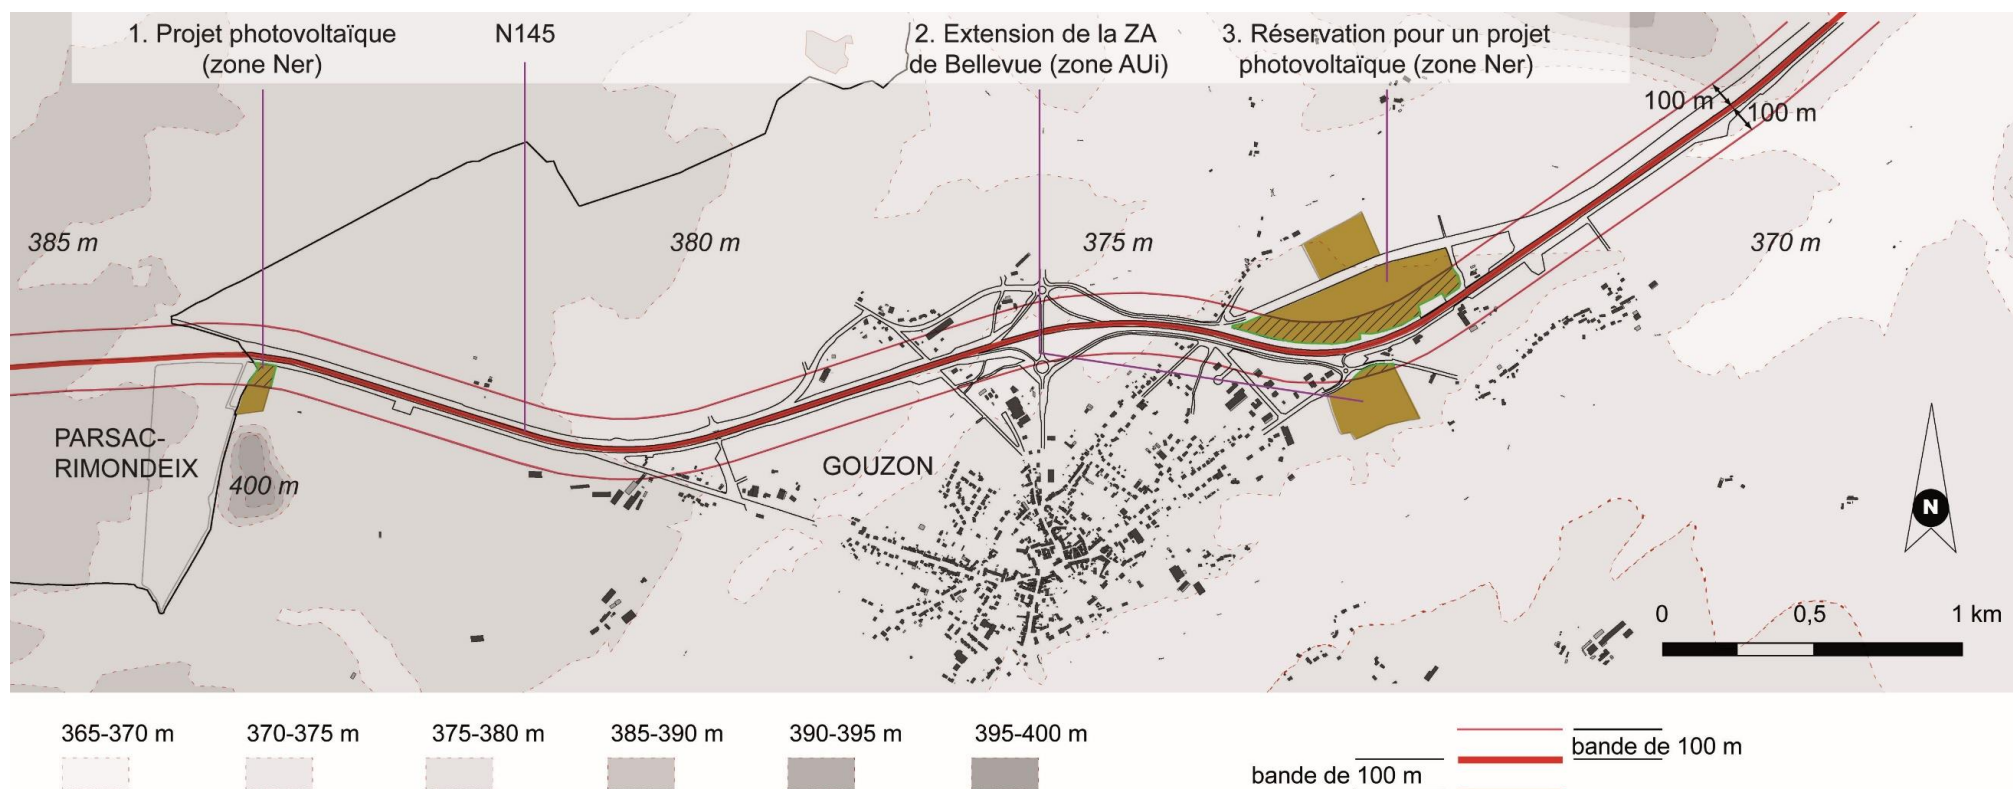 1. Projet photovoltaïque
(zone Ner)
N145
2. Extension de la ZA
de Bellevue (zone AUi)
3. Réservation pour un projet
photovoltaïque (zone Ner)
100 m
100 m
385 m
380 m
375 m
370 m
PARSAC-
RIMONDEIX
400 m
GOUZON
N
0 0,5 1 km
365-370 m
370-375 m
375-380 m
385-390 m
390-395 m
395-400 m
bande de 100 m
bande de 100 m